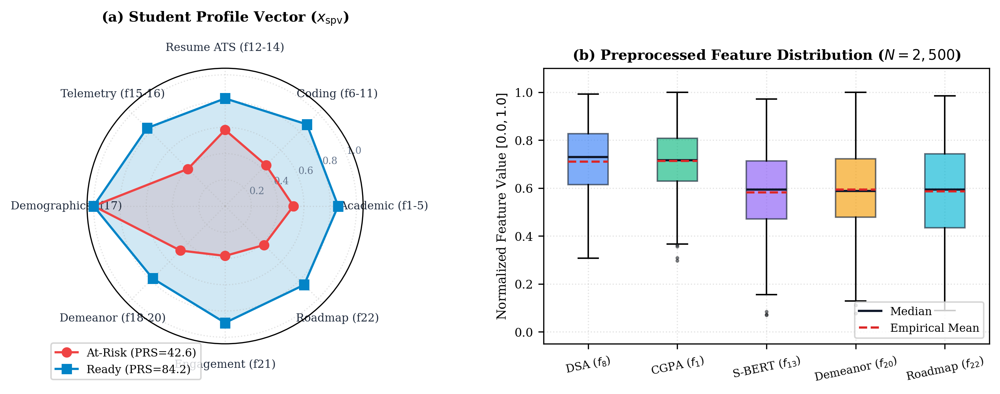 (a) Student Profile Vector (x_spv)
Resume ATS (f12-14)
Telemetry (f15-16)
Coding (f6-11)
1.0
0.8
0.6
0.4
0.2
Demographics (f17)
Academic (f1-5)
Demeanor (f18-20)
Roadmap (f22)
Engagement (f21)
At-Risk (PRS=42.6)
Ready (PRS=84.2)
(b) Preprocessed Feature Distribution (N = 2,500)
Normalized Feature Value [0.0, 1.0]
1.0
0.8
0.6
0.4
0.2
0.0
Median
Empirical Mean
DSA (f₈)
CGPA (f₁)
S-BERT (f₁₃)
Demeanor (f₂₀)
Roadmap (f₂₂)